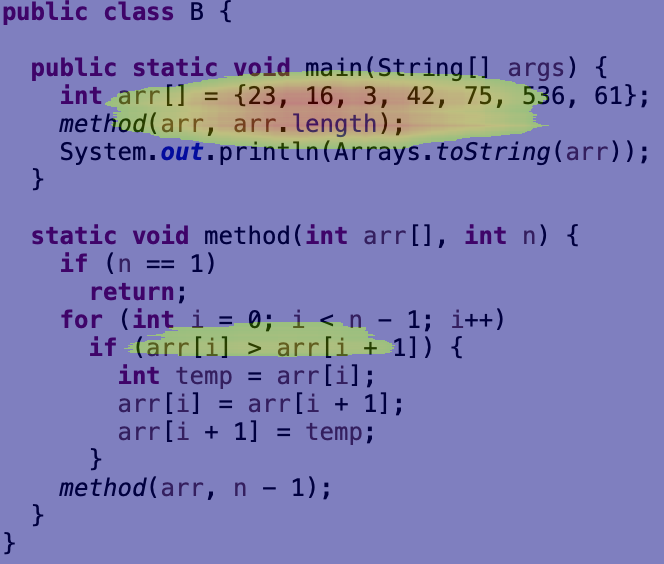 public class B {
public static void main(String[] args) {
int arr[] = {23, 16, 3, 42, 75, 536, 61};
method(arr, arr.length);
System.out.println(Arrays.toString(arr));
}
static void method(int arr[], int n) {
if (n == 1)
return;
for (int i = 0; i < n - 1; i++)
if (arr[i] > arr[i + 1]) {
int temp = arr[i];
arr[i] = arr[i + 1];
arr[i + 1] = temp;
}
method(arr, n - 1);
}
}